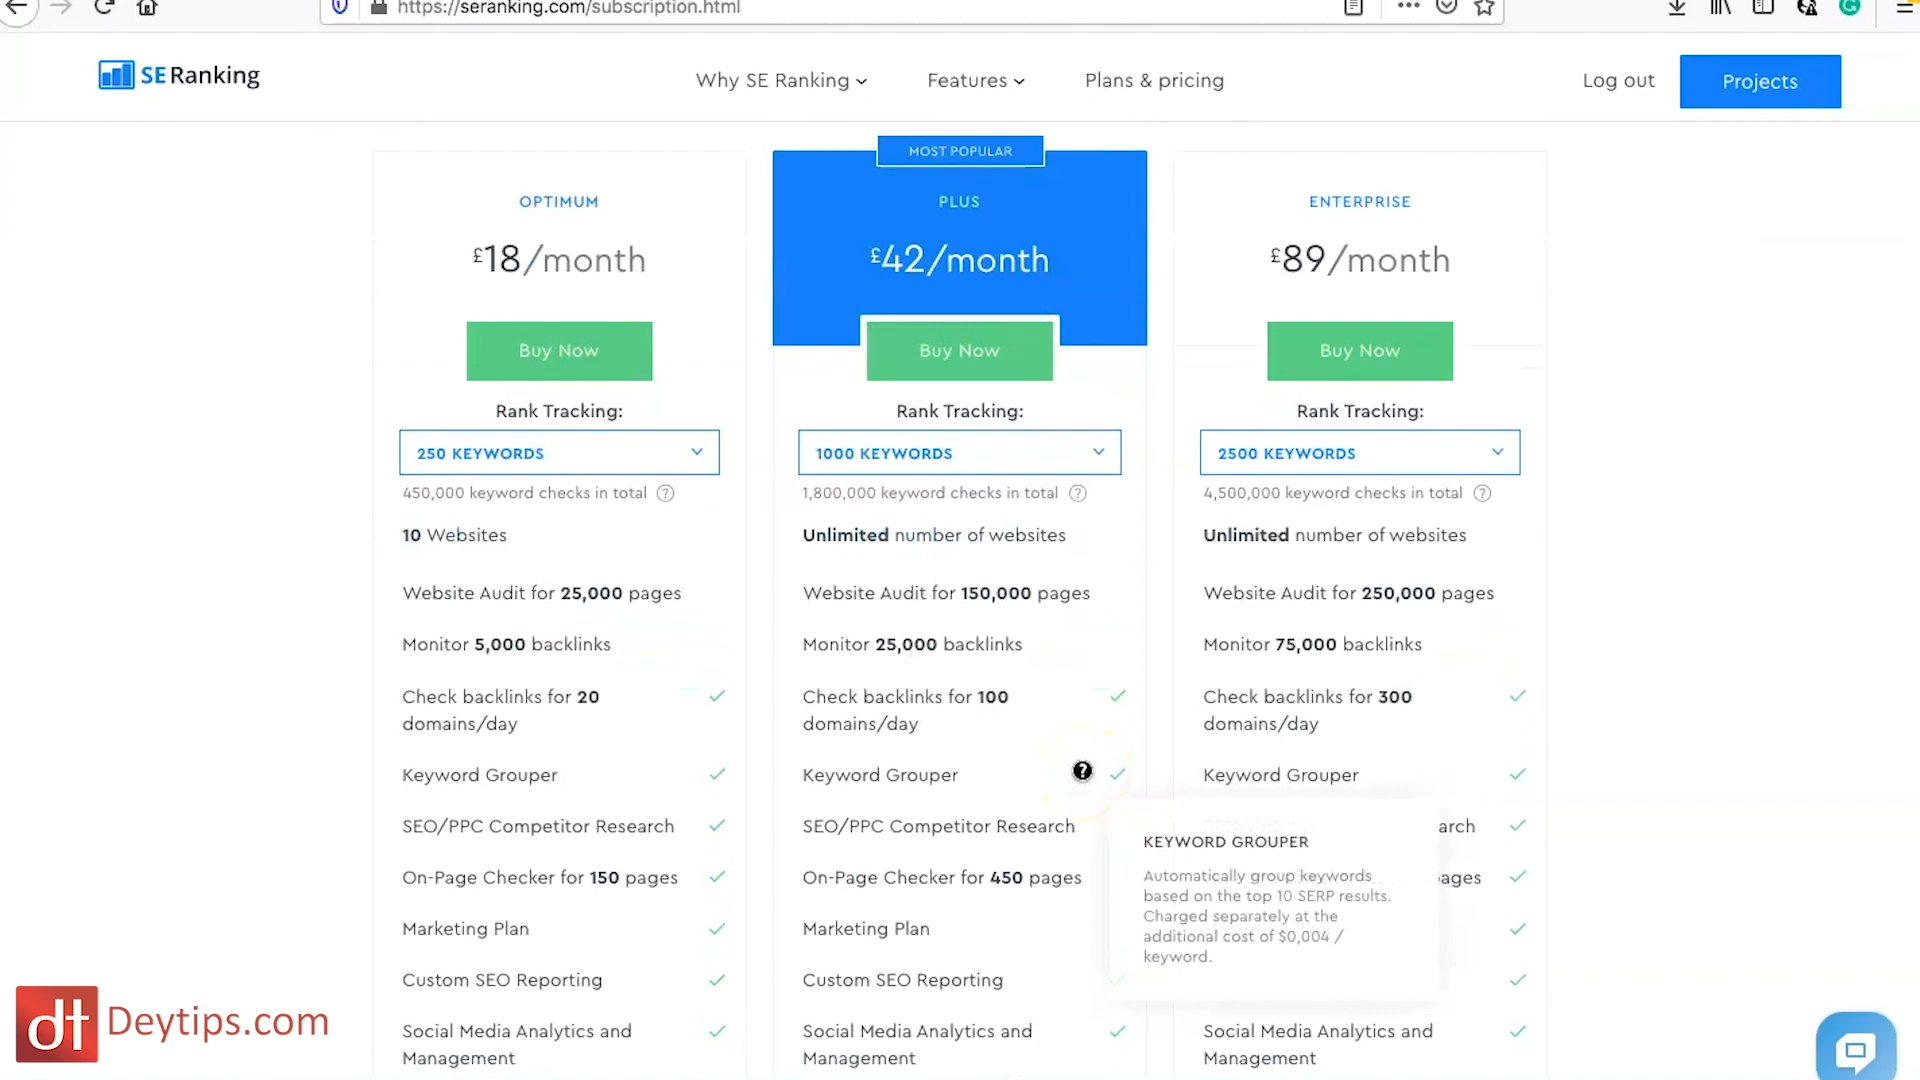 https://seranking.com/subscription.html
SE Ranking
Why SE Ranking
Features
Plans & pricing
Log out
Projects
MOST POPULAR
OPTIMUM
£18/month
Buy Now
Rank Tracking:
250 KEYWORDS
450,000 keyword checks in total ?
10 Websites
Website Audit for 25,000 pages
Monitor 5,000 backlinks
Check backlinks for 20
domains/day
Keyword Grouper
SEO/PPC Competitor Research
On-Page Checker for 150 pages
Marketing Plan
Custom SEO Reporting
Social Media Analytics and
Management
PLUS
£42/month
Buy Now
Rank Tracking:
1000 KEYWORDS
1,800,000 keyword checks in total ?
Unlimited number of websites
Website Audit for 150,000 pages
Monitor 25,000 backlinks
Check backlinks for 100
domains/day
Keyword Grouper ?
SEO/PPC Competitor Research
On-Page Checker for 450 pages
Marketing Plan
Custom SEO Reporting
Social Media Analytics and
Management
ENTERPRISE
£89/month
Buy Now
Rank Tracking:
2500 KEYWORDS
4,500,000 keyword checks in total ?
Unlimited number of websites
Website Audit for 250,000 pages
Monitor 75,000 backlinks
Check backlinks for 300
domains/day
Keyword Grouper
KEYWORD GROUPER
Automatically group keywords
based on the top 10 SERP results.
Charged separately at the
additional cost of $0,004 /
keyword.
Social Media Analytics and
Management
dt Deytips.com